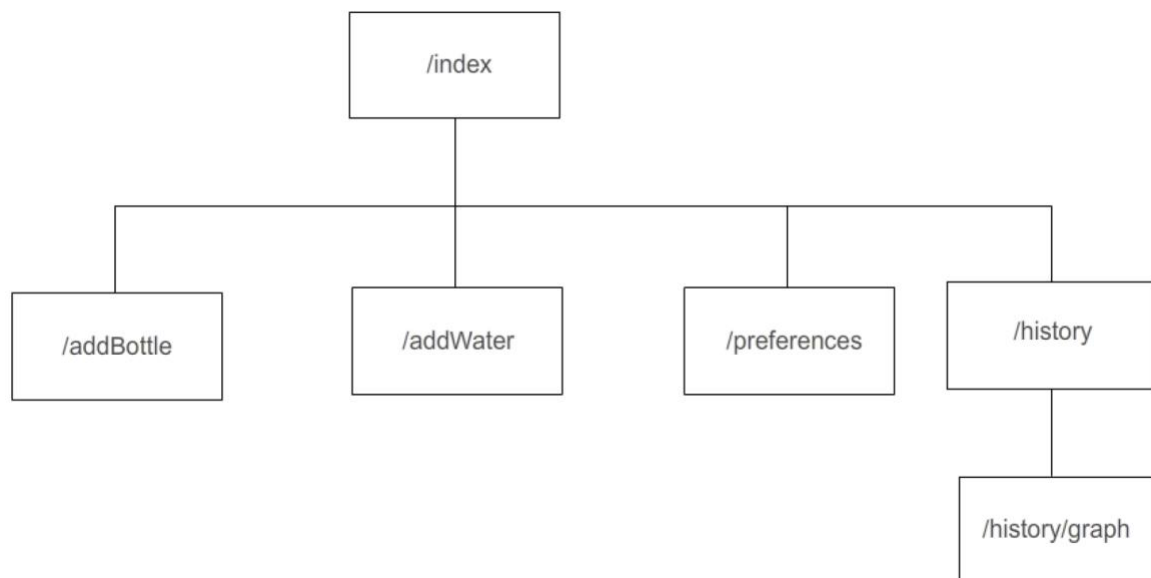 /index
/addBottle
/addWater
/preferences
/history
/history/graph